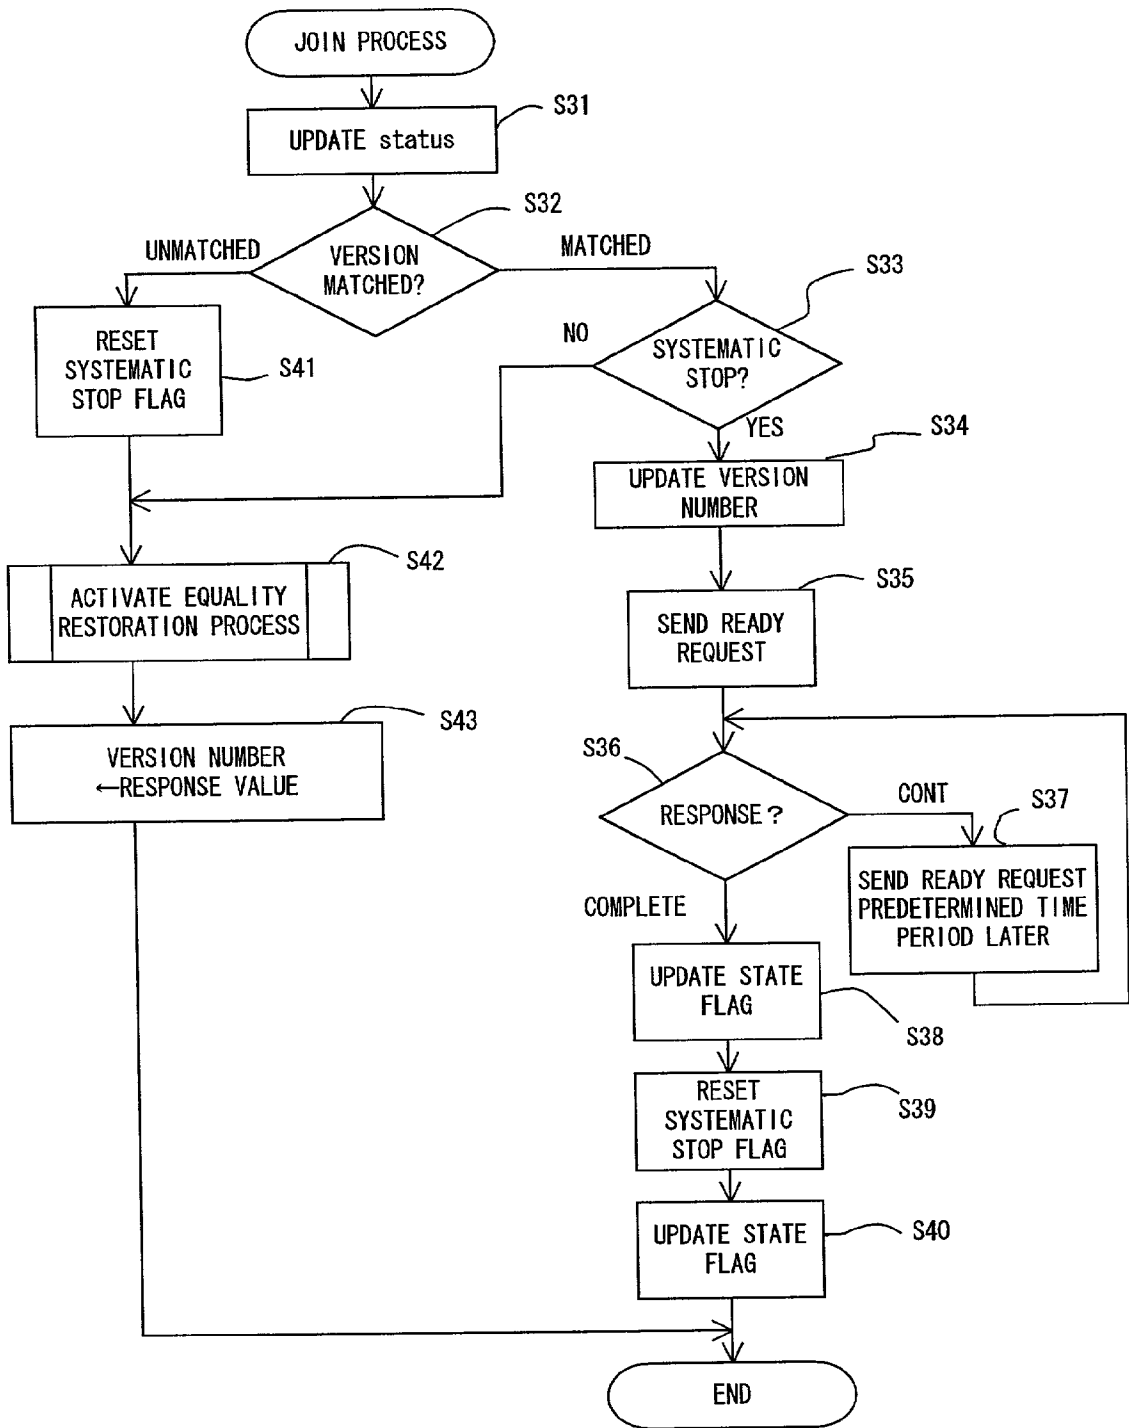 JOIN PROCESS
S31
UPDATE status
S32
UNMATCHED
VERSION
MATCHED?
MATCHED
S33
RESET
SYSTEMATIC
STOP FLAG
S41
NO
SYSTEMATIC
STOP?
YES
S34
UPDATE VERSION
NUMBER
S42
ACTIVATE EQUALITY
RESTORATION PROCESS
S35
SEND READY
REQUEST
S43
VERSION NUMBER
←RESPONSE VALUE
S36
RESPONSE?
CONT
S37
SEND READY REQUEST
PREDETERMINED TIME
PERIOD LATER
COMPLETE
UPDATE STATE
FLAG
S38
RESET
SYSTEMATIC
STOP FLAG
S39
UPDATE STATE
FLAG
S40
END